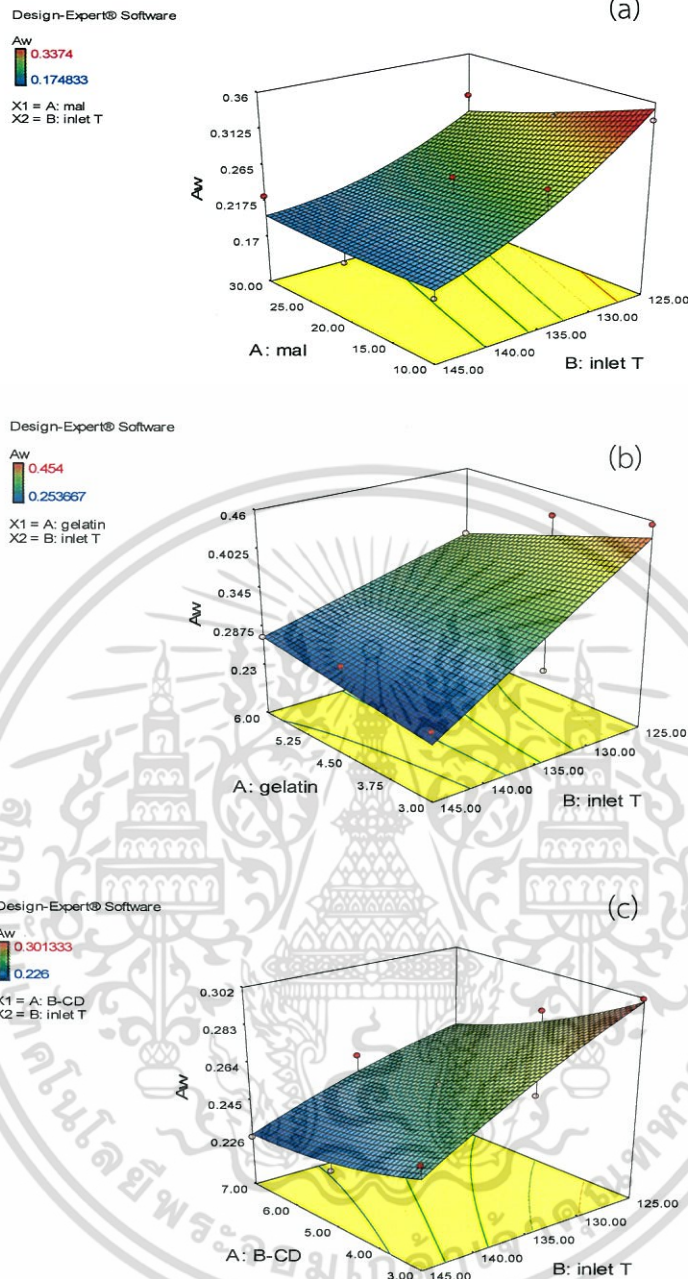 (a)
Design-Expert® Software
Aw
0.3374
0.174833
X1 = A: mal
X2 = B: inlet T
0.36
0.3125
0.265
0.2175
0.17
Aw
30.00
25.00
20.00
15.00
10.00
A: mal
145.00
140.00
135.00
130.00
125.00
B: inlet T
(b)
Design-Expert® Software
Aw
0.454
0.253667
X1 = A: gelatin
X2 = B: inlet T
0.46
0.4025
0.345
0.2875
0.23
Aw
6.00
5.25
4.50
3.75
3.00
A: gelatin
145.00
140.00
135.00
130.00
125.00
B: inlet T
(c)
Design-Expert® Software
Aw
0.301333
0.226
X1 = A: B-CD
X2 = B: inlet T
0.302
0.283
0.264
0.245
0.226
Aw
7.00
6.00
5.00
4.00
3.00
A: B-CD
145.00
140.00
135.00
130.00
125.00
B: inlet T